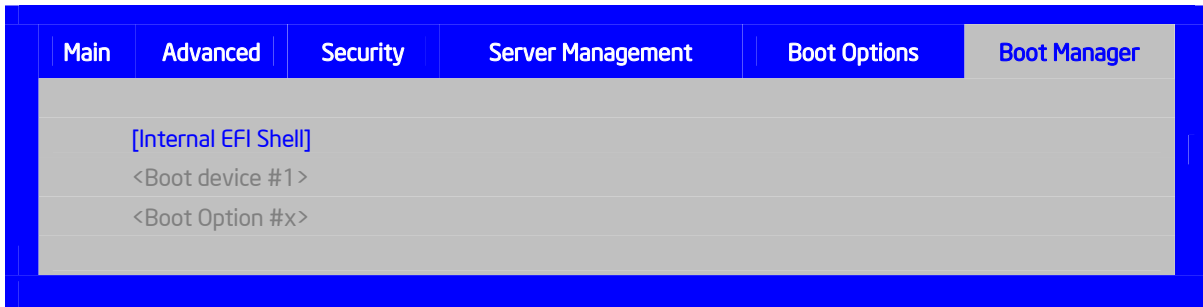 Main Advanced Security Server Management Boot Options Boot Manager
[Internal EFI Shell]
<Boot device #1>
<Boot Option #x>